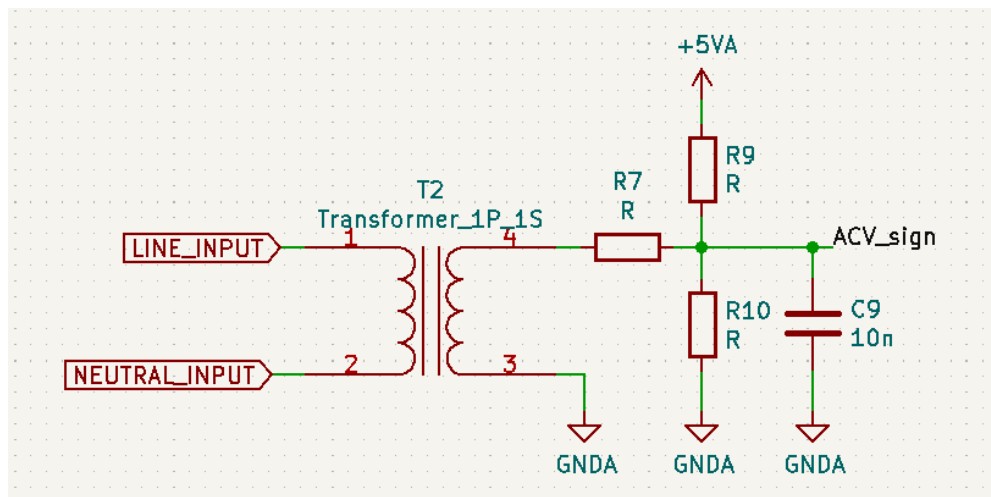 +5VA
R9
R
R7
R
T2
Transformer_1P_1S
LINE_INPUT
1
4
ACV_sign
R10
R
C9
10n
NEUTRAL_INPUT
2
3
GNDA
GNDA
GNDA